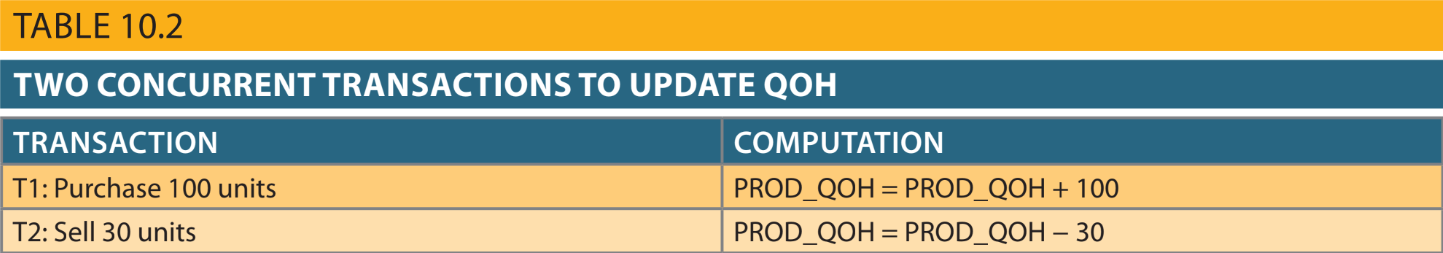 TABLE 10.2
TWO CONCURRENT TRANSACTIONS TO UPDATE QOH
TRANSACTION COMPUTATION
T1: Purchase 100 units PROD_QOH = PROD_QOH + 100
T2: Sell 30 units PROD_QOH = PROD_QOH − 30